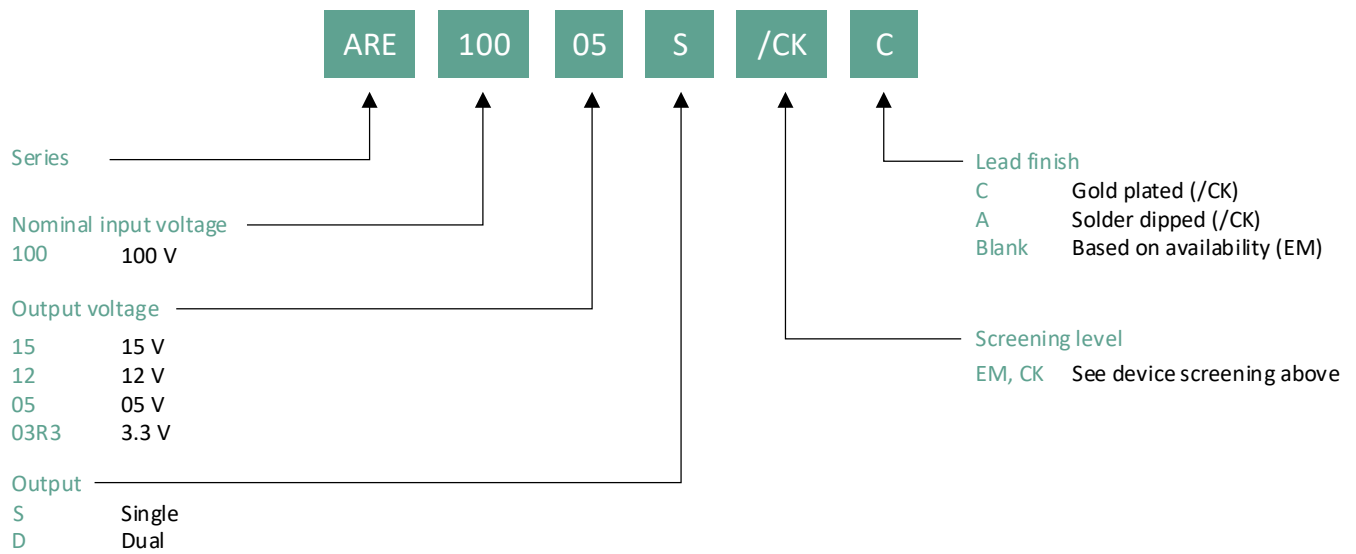 ARE 100 05 S /CK C
Series
Nominal input voltage
100 100 V
Output voltage
15 15 V
12 12 V
05 05 V
03R3 3.3 V
Output
S Single
D Dual
Lead finish
C Gold plated (/CK)
A Solder dipped (/CK)
Blank Based on availability (EM)
Screening level
EM, CK See device screening above